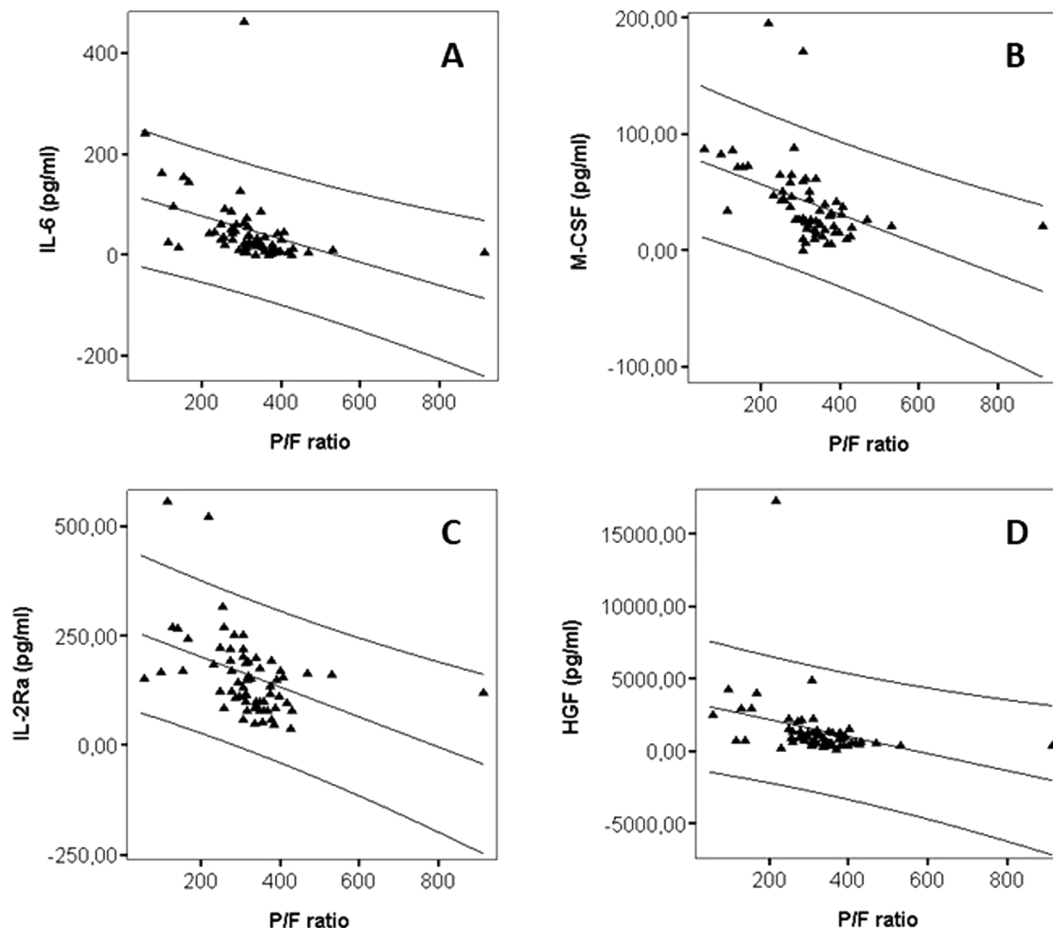 A
IL-6 (pg/ml)
400
200
0
-200
200 400 600 800
P/F ratio
B
M-CSF (pg/ml)
200,00
100,00
0,00
-100,00
200 400 600 800
P/F ratio
C
IL-2Ra (pg/ml)
500,00
250,00
0,00
-250,00
200 400 600 800
P/F ratio
D
HGF (pg/ml)
15000,00
10000,00
5000,00
0,00
-5000,00
200 400 600 800
P/F ratio